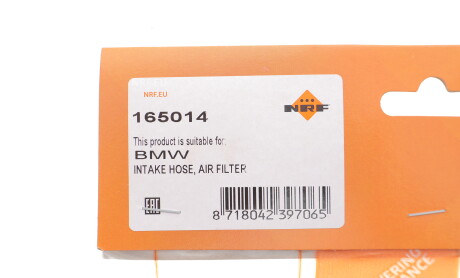 NRF.EU
NRF
165014
This product is suitable for:
BMW
INTAKE HOSE, AIR FILTER
EAC
8 718042 397065